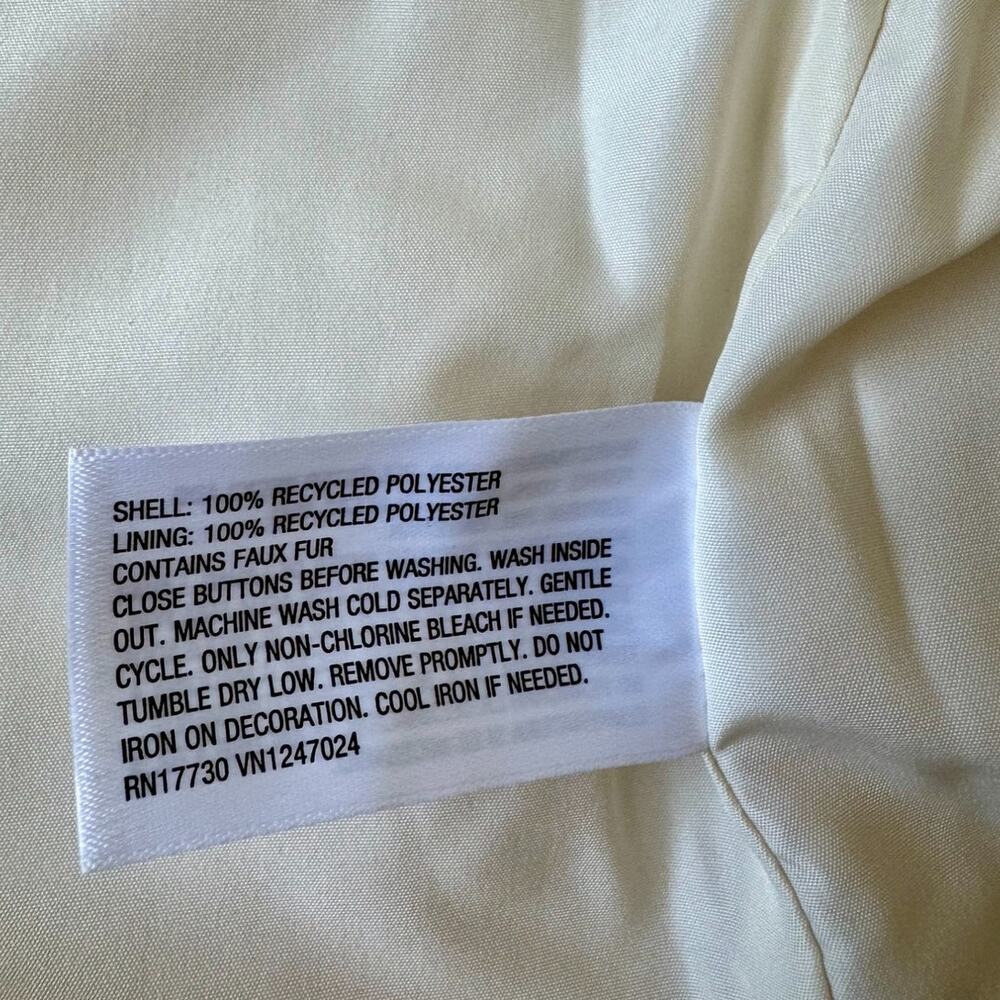 SHELL: 100% RECYCLED POLYESTER
LINING: 100% RECYCLED POLYESTER
CONTAINS FAUX FUR
CLOSE BUTTONS BEFORE WASHING. WASH INSIDE
OUT. MACHINE WASH COLD SEPARATELY. GENTLE
CYCLE. ONLY NON-CHLORINE BLEACH IF NEEDED.
TUMBLE DRY LOW. REMOVE PROMPTLY. DO NOT
IRON ON DECORATION. COOL IRON IF NEEDED.
RN17730 VN1247024